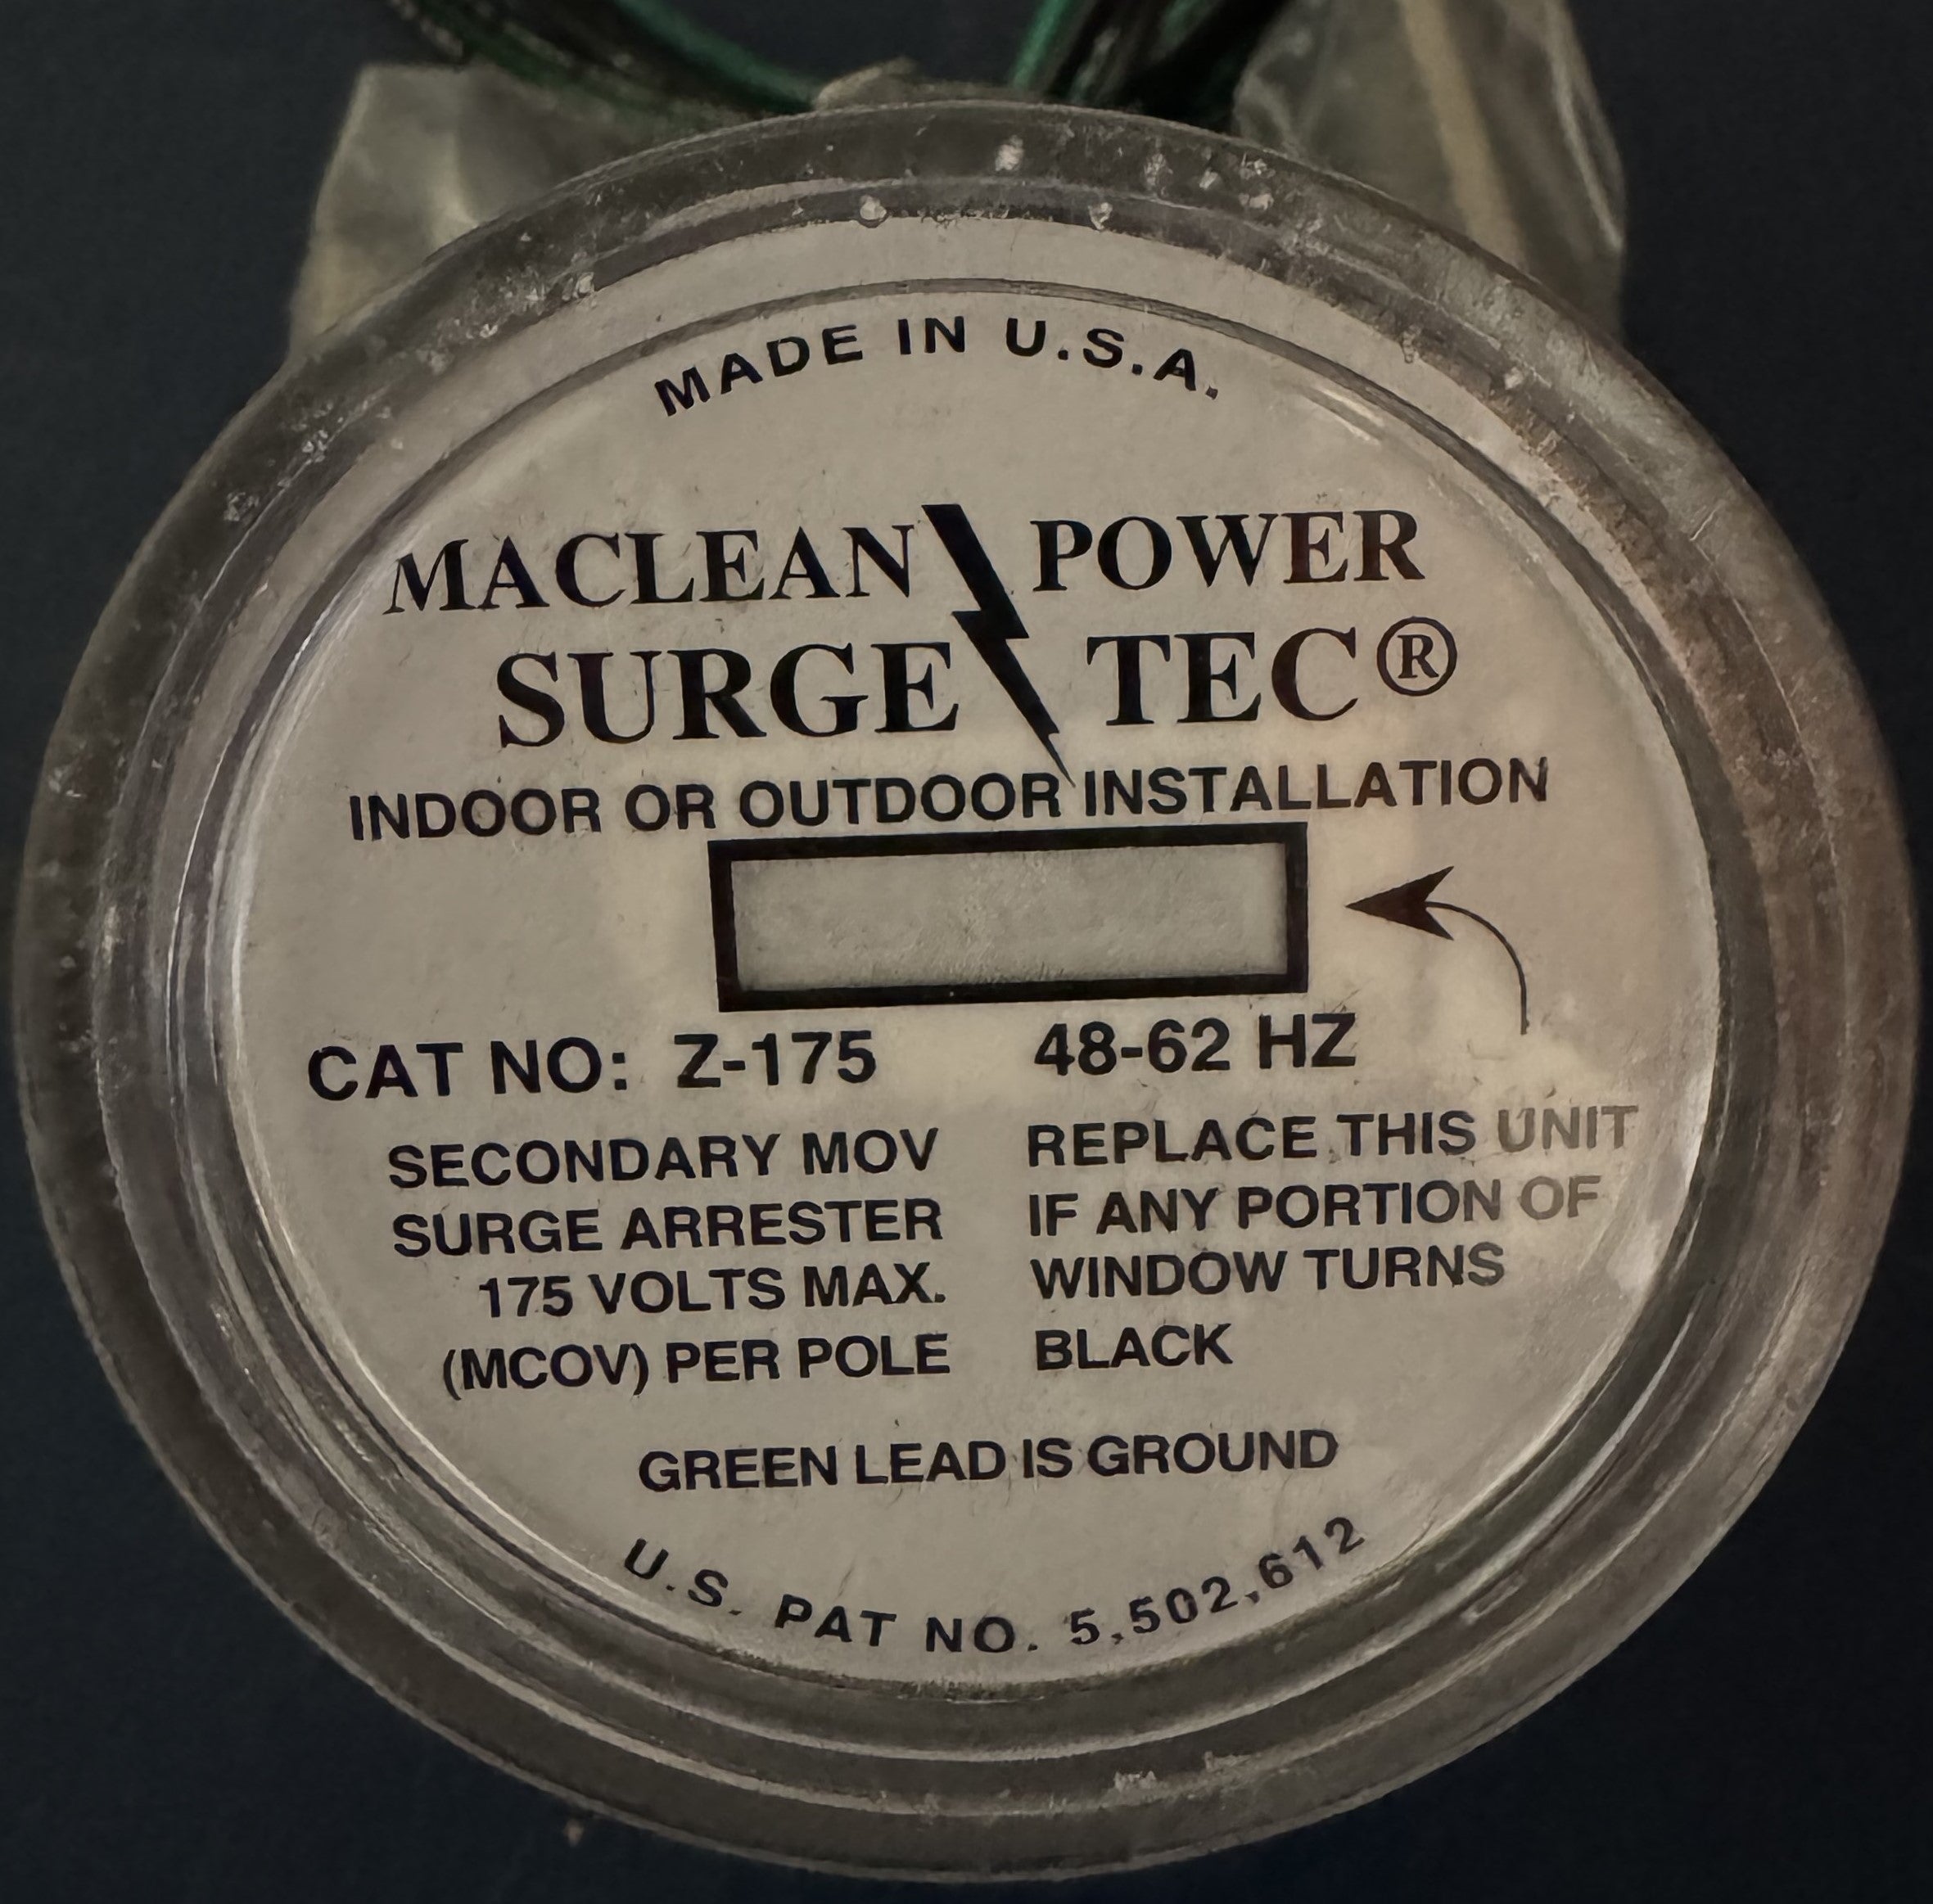 MADE IN U.S.A.
MACLEAN POWER
SURGE TEC®
INDOOR OR OUTDOOR INSTALLATION
CAT NO: Z-175 48-62 HZ
SECONDARY MOV
SURGE ARRESTER
175 VOLTS MAX.
(MCOV) PER POLE
REPLACE THIS UNIT
IF ANY PORTION OF
WINDOW TURNS
BLACK
GREEN LEAD IS GROUND
U.S. PAT NO. 5,502,612